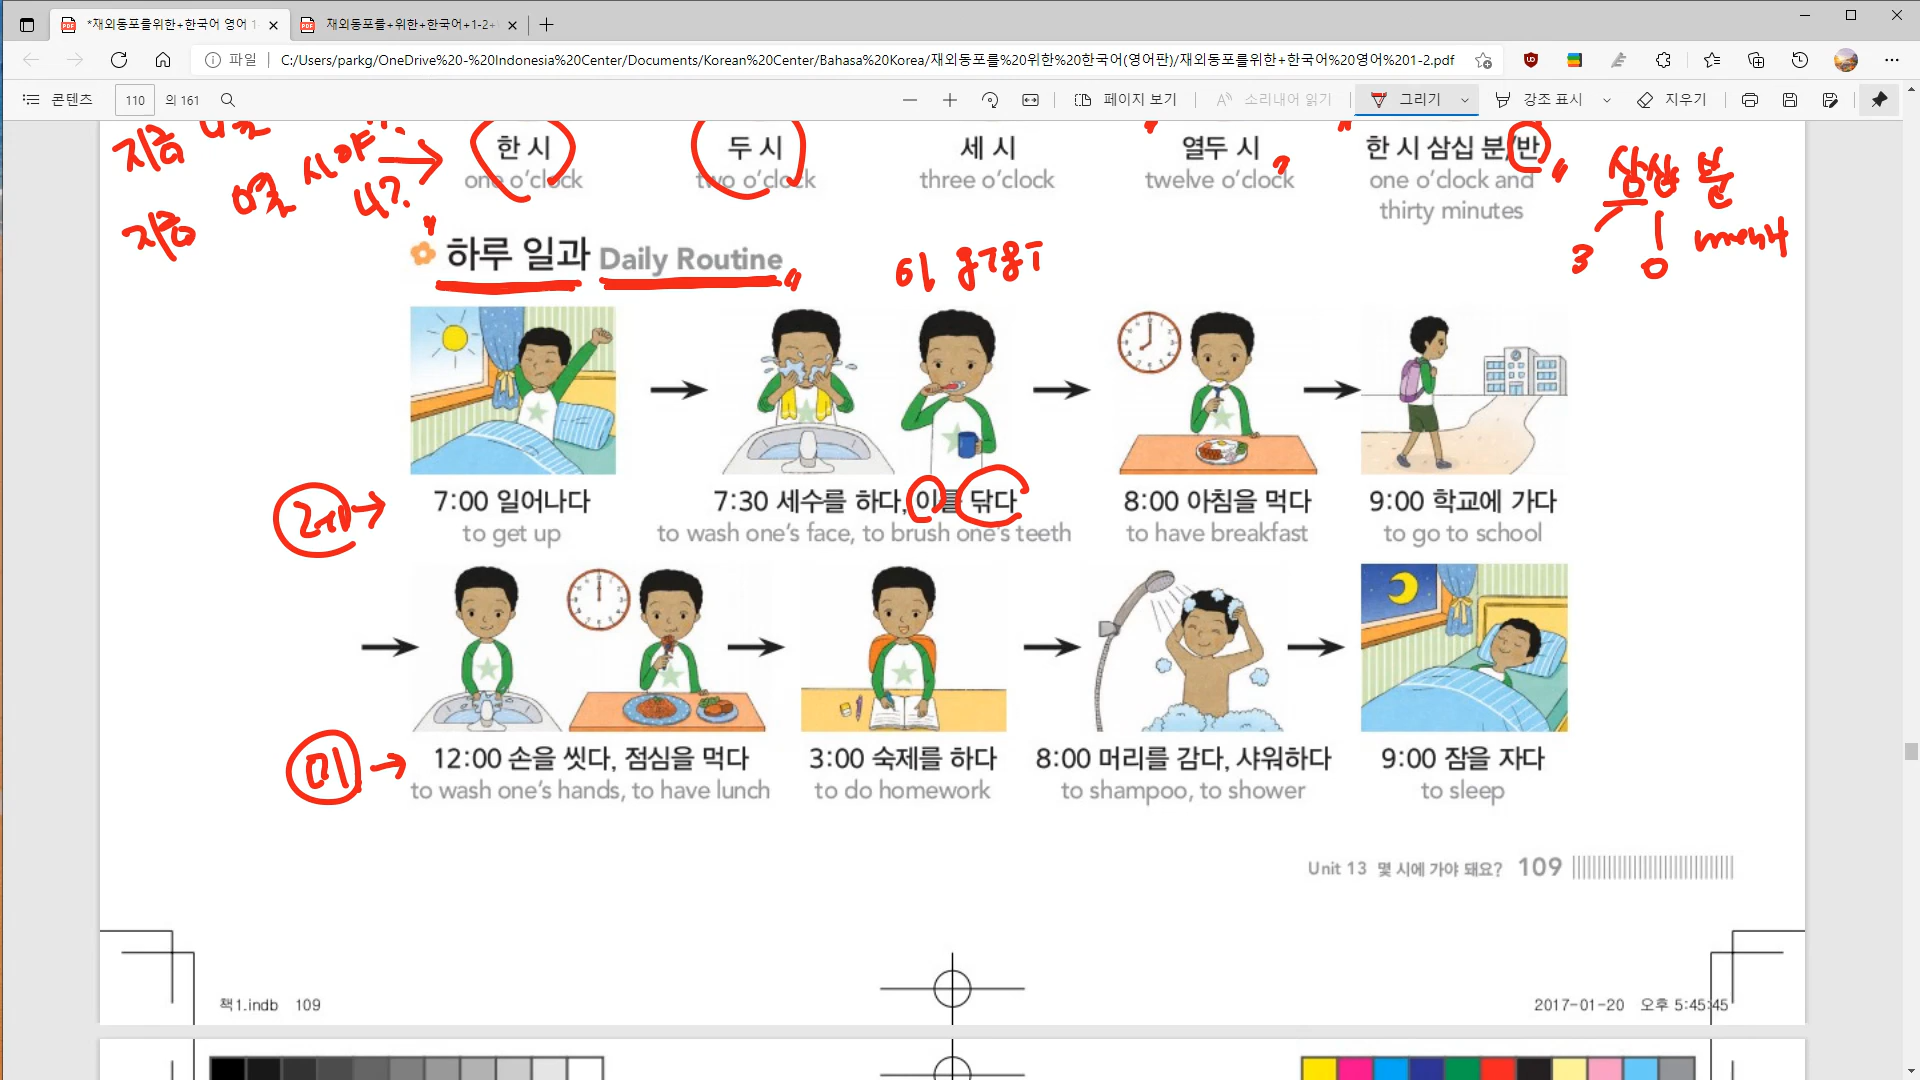 *재외동포를위한+한국어 영어 1
재외동포를+위한+한국어+1-2+
파일
C:/Users/parkg/OneDrive%20-%20Indonesia%20Center/Documents/Korean%20Center/Bahasa%20Korea/재외동포를%20위한%20한국어(영어판)/재외동포를위한+한국어%20영어%201-2.pdf
콘텐츠 110 의 161 페이지 보기 소리내어 읽기 그리기 강조 표시 지우기
지금
시야
지금
한 시 두 시 세 시 열두 시 한 시 삼십 분/반
one o'clock two o'clock three o'clock twelve o'clock one o'clock and
thirty minutes
삼십 분
3 0
하루 일과 Daily Routine
7:00 일어나다 7:30 세수를 하다, 이를 닦다 8:00 아침을 먹다 9:00 학교에 가다
to get up to wash one's face, to brush one's teeth to have breakfast to go to school
12:00 손을 씻다, 점심을 먹다 3:00 숙제를 하다 8:00 머리를 감다, 샤워하다 9:00 잠을 자다
to wash one's hands, to have lunch to do homework to shampoo, to shower to sleep
Unit 13 몇 시에 가야 돼요? 109
책1.indb 109
2017-01-20 오후 5:45:45